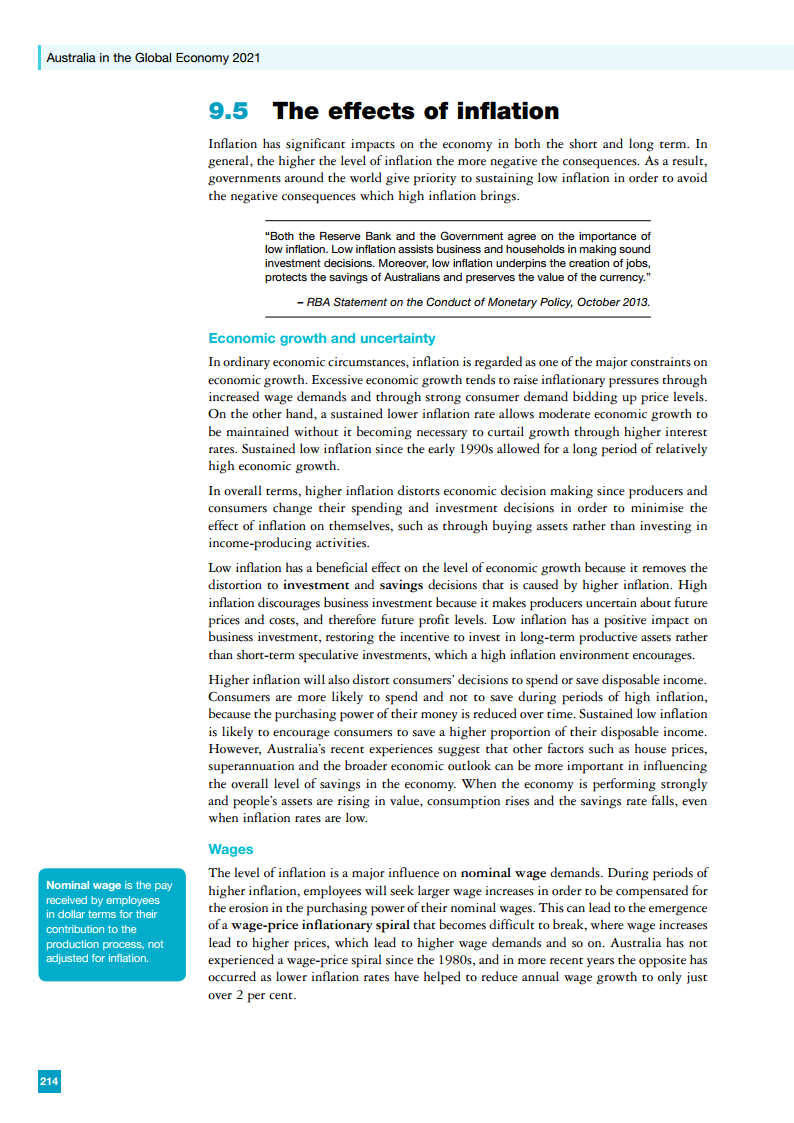 Australia in the Global Economy 2021
9.5 The effects of inflation
Inflation has significant impacts on the economy in both the short and long term. In
general, the higher the level of inflation the more negative the consequences. As a result,
governments around the world give priority to sustaining low inflation in order to avoid
the negative consequences which high inflation brings.
“Both the Reserve Bank and the Government agree on the importance of
low inflation. Low inflation assists business and households in making sound
investment decisions. Moreover, low inflation underpins the creation of jobs,
protects the savings of Australians and preserves the value of the currency.”
– RBA Statement on the Conduct of Monetary Policy, October 2013.
Economic growth and uncertainty
In ordinary economic circumstances, inflation is regarded as one of the major constraints on
economic growth. Excessive economic growth tends to raise inflationary pressures through
increased wage demands and through strong consumer demand bidding up price levels.
On the other hand, a sustained lower inflation rate allows moderate economic growth to
be maintained without it becoming necessary to curtail growth through higher interest
rates. Sustained low inflation since the early 1990s allowed for a long period of relatively
high economic growth.
In overall terms, higher inflation distorts economic decision making since producers and
consumers change their spending and investment decisions in order to minimise the
effect of inflation on themselves, such as through buying assets rather than investing in
income-producing activities.
Low inflation has a beneficial effect on the level of economic growth because it removes the
distortion to investment and savings decisions that is caused by higher inflation. High
inflation discourages business investment because it makes producers uncertain about future
prices and costs, and therefore future profit levels. Low inflation has a positive impact on
business investment, restoring the incentive to invest in long-term productive assets rather
than short-term speculative investments, which a high inflation environment encourages.
Higher inflation will also distort consumers’ decisions to spend or save disposable income.
Consumers are more likely to spend and not to save during periods of high inflation,
because the purchasing power of their money is reduced over time. Sustained low inflation
is likely to encourage consumers to save a higher proportion of their disposable income.
However, Australia’s recent experiences suggest that other factors such as house prices,
superannuation and the broader economic outlook can be more important in influencing
the overall level of savings in the economy. When the economy is performing strongly
and people’s assets are rising in value, consumption rises and the savings rate falls, even
when inflation rates are low.
Wages
The level of inflation is a major influence on nominal wage demands. During periods of
higher inflation, employees will seek larger wage increases in order to be compensated for
the erosion in the purchasing power of their nominal wages. This can lead to the emergence
of a wage-price inflationary spiral that becomes difficult to break, where wage increases
lead to higher prices, which lead to higher wage demands and so on. Australia has not
experienced a wage-price spiral since the 1980s, and in more recent years the opposite has
occurred as lower inflation rates have helped to reduce annual wage growth to only just
over 2 per cent.
Nominal wage is the pay
received by employees
in dollar terms for their
contribution to the
production process, not
adjusted for inflation.
214